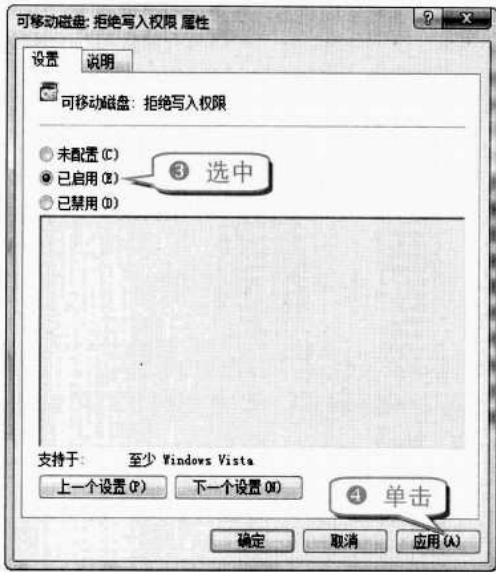 可移动磁盘: 拒绝写入权限 属性
设置 说明
可移动磁盘: 拒绝写入权限
未配置(C)
已启用(E)
❸ 选中
已禁用(D)
支持于: 至少 Windows Vista
上一个设置(P) 下一个设置(N)
❹ 单击
确定 取消 应用(A)